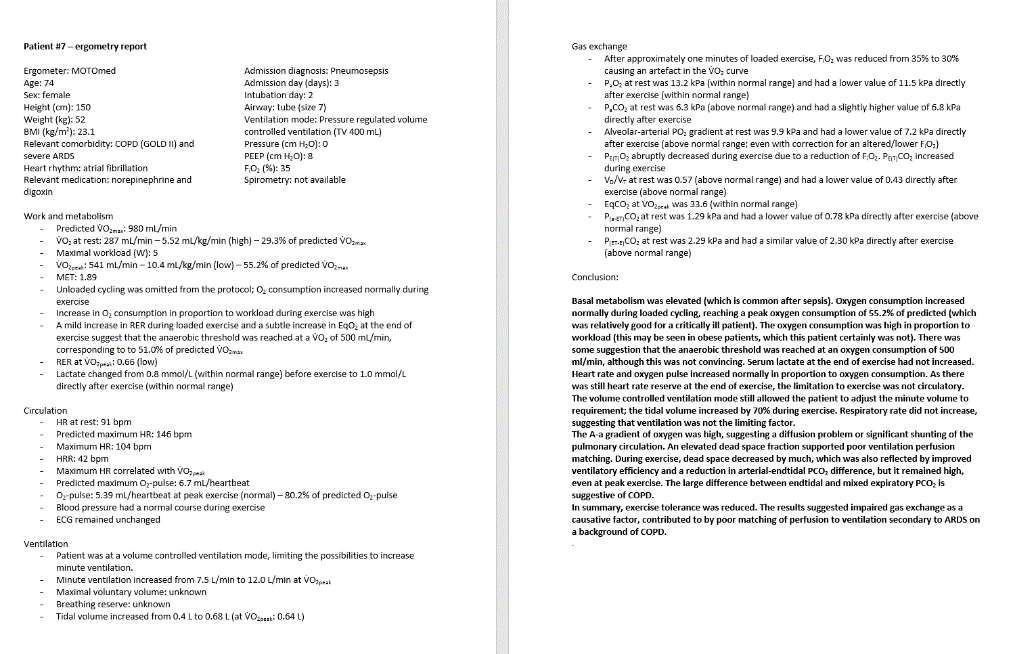 Patient #7 – ergometry report
Ergometer: MOTOmed
Age: 74
Sex: female
Height (cm): 150
Weight (kg): 52
BMI (kg/m²): 23.1
Relevant comorbidity: COPD (GOLD II) and
severe ARDS
Heart rhythm: atrial fibrillation
Relevant medication: norepinephrine and
digoxin
Admission diagnosis: Pneumosepsis
Admission day (days): 3
Intubation day: 2
Airway: tube (size 7)
Ventilation mode: Pressure regulated volume
controlled ventilation (TV 400 mL)
Pressure (cm H₂O): 0
PEEP (cm H₂O): 8
FᵢO₂ (%): 35
Spirometry: not available
Work and metabolism
- Predicted V̇O₂max: 980 mL/min
- V̇O₂ at rest: 287 mL/min – 5.52 mL/kg/min (high) – 29.3% of predicted V̇O₂max
- Maximal workload (W): 5
- V̇O₂peak: 541 mL/min – 10.4 mL/kg/min (low) – 55.2% of predicted V̇O₂max
- MET: 1.89
- Unloaded cycling was omitted from the protocol; O₂ consumption increased normally during
exercise
- Increase in O₂ consumption in proportion to workload during exercise was high
- A mild increase in RER during loaded exercise and a subtle increase in EqO₂ at the end of
exercise suggest that the anaerobic threshold was reached at a V̇O₂ of 500 mL/min,
corresponding to to 51.0% of predicted V̇O₂max
- RER at V̇O₂peak: 0.66 (low)
- Lactate changed from 0.8 mmol/L (within normal range) before exercise to 1.0 mmol/L
directly after exercise (within normal range)
Circulation
- HR at rest: 91 bpm
- Predicted maximum HR: 146 bpm
- Maximum HR: 104 bpm
- HRR: 42 bpm
- Maximum HR correlated with V̇O₂peak
- Predicted maximum O₂-pulse: 6.7 mL/heartbeat
- O₂-pulse: 5.39 mL/heartbeat at peak exercise (normal) – 80.2% of predicted O₂-pulse
- Blood pressure had a normal course during exercise
- ECG remained unchanged
Ventilation
- Patient was at a volume controlled ventilation mode, limiting the possibilities to increase
minute ventilation.
- Minute ventilation increased from 7.5 L/min to 12.0 L/min at V̇O₂peak
- Maximal voluntary volume: unknown
- Breathing reserve: unknown
- Tidal volume increased from 0.4 L to 0.68 L (at V̇O₂peak: 0.64 L)
Gas exchange
- After approximately one minutes of loaded exercise, FᵢO₂ was reduced from 35% to 30%
causing an artefact in the V̇O₂ curve
- PₐO₂ at rest was 13.2 kPa (within normal range) and had a lower value of 11.5 kPa directly
after exercise (within normal range)
- PₐCO₂ at rest was 6.3 kPa (above normal range) and had a slightly higher value of 6.8 kPa
directly after exercise
- Alveolar-arterial PO₂ gradient at rest was 9.9 kPa and had a lower value of 7.2 kPa directly
after exercise (above normal range; even with correction for an altered/lower FᵢO₂)
- PE(T)O₂ abruptly decreased during exercise due to a reduction of FᵢO₂. PE(T)CO₂ increased
during exercise
- VD/VT at rest was 0.57 (above normal range) and had a lower value of 0.43 directly after
exercise (above normal range)
- EqCO₂ at V̇O₂peak was 33.6 (within normal range)
- P(a-ET)CO₂ at rest was 1.29 kPa and had a lower value of 0.78 kPa directly after exercise (above
normal range)
- P(ET-E)CO₂ at rest was 2.29 kPa and had a similar value of 2.30 kPa directly after exercise
(above normal range)
Conclusion:
Basal metabolism was elevated (which is common after sepsis). Oxygen consumption increased
normally during loaded cycling, reaching a peak oxygen consumption of 55.2% of predicted (which
was relatively good for a critically ill patient). The oxygen consumption was high in proportion to
workload (this may be seen in obese patients, which this patient certainly was not). There was
some suggestion that the anaerobic threshold was reached at an oxygen consumption of 500
ml/min, although this was not convincing. Serum lactate at the end of exercise had not increased.
Heart rate and oxygen pulse increased normally in proportion to oxygen consumption. As there
was still heart rate reserve at the end of exercise, the limitation to exercise was not circulatory.
The volume controlled ventilation mode still allowed the patient to adjust the minute volume to
requirement; the tidal volume increased by 70% during exercise. Respiratory rate did not increase,
suggesting that ventilation was not the limiting factor.
The A-a gradient of oxygen was high, suggesting a diffusion problem or significant shunting of the
pulmonary circulation. An elevated dead space fraction supported poor ventilation perfusion
matching. During exercise, dead space decreased by much, which was also reflected by improved
ventilatory efficiency and a reduction in arterial-endtidal PCO₂ difference, but it remained high,
even at peak exercise. The large difference between endtidal and mixed expiratory PCO₂ is
suggestive of COPD.
In summary, exercise tolerance was reduced. The results suggested impaired gas exchange as a
causative factor, contributed to by poor matching of perfusion to ventilation secondary to ARDS on
a background of COPD.
.